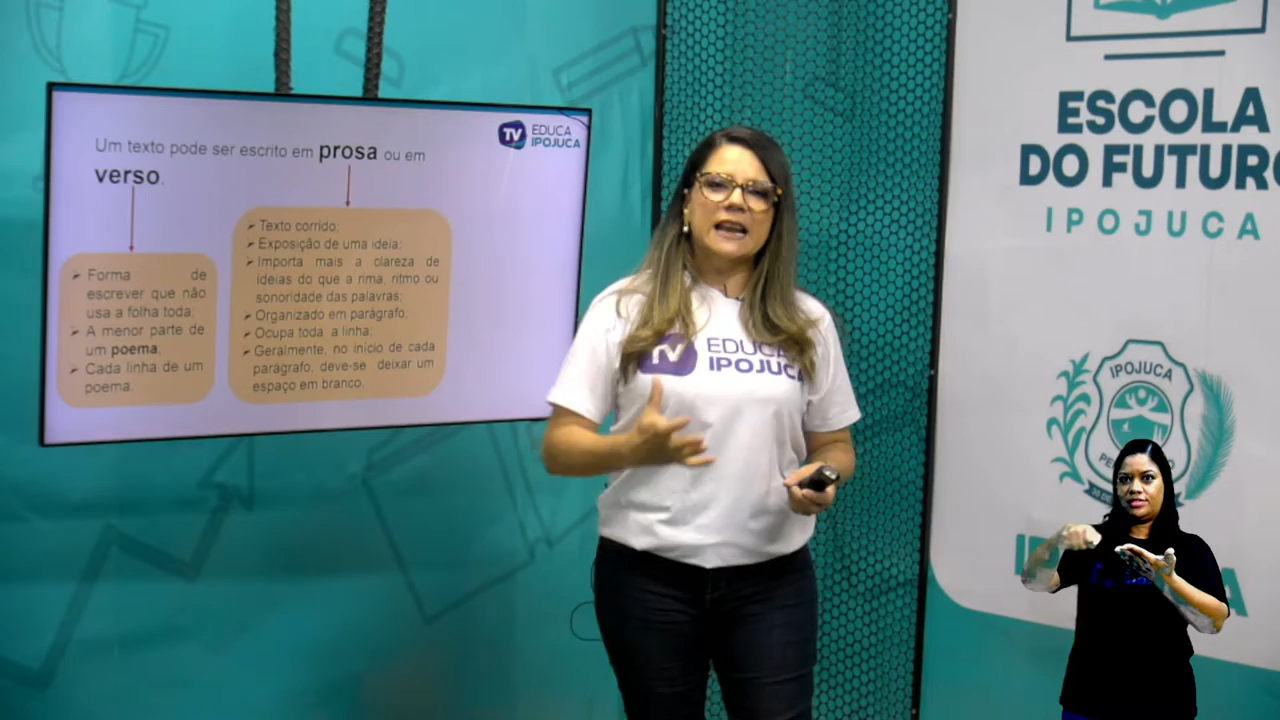 Um texto pode ser escrito em prosa ou em
verso.
TV EDUCA
IPOJUCA
➢ Forma de
escrever que não
usa a folha toda;
➢ A menor parte de
um poema,
➢ Cada linha de um
poema.
➢ Texto corrido;
➢ Exposição de uma ideia;
➢ Importa mais a clareza de
ideias do que a rima, ritmo ou
sonoridade das palavras;
➢ Organizado em parágrafo,
➢ Ocupa toda a linha;
➢ Geralmente, no início de cada
parágrafo, deve-se deixar um
espaço em branco.
TV EDUCA
IPOJUCA
ESCOLA
DO FUTURO
IPOJUCA
IPOJUCA